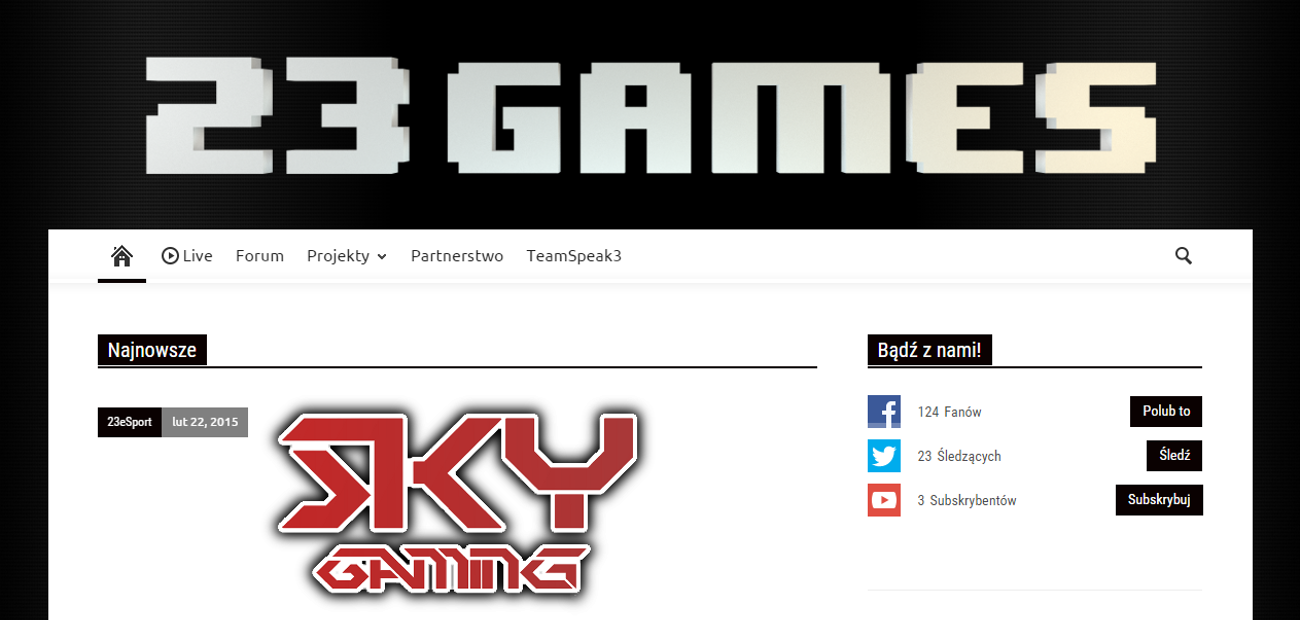 23 GAMES
Live Forum Projekty Partnerstwo TeamSpeak3
Najnowsze
23eSport lut 22, 2015
SKY
GAMING
Bądź z nami!
124 Fanów Polub to
23 Śledzących Śledź
3 Subskrybentów Subskrybuj